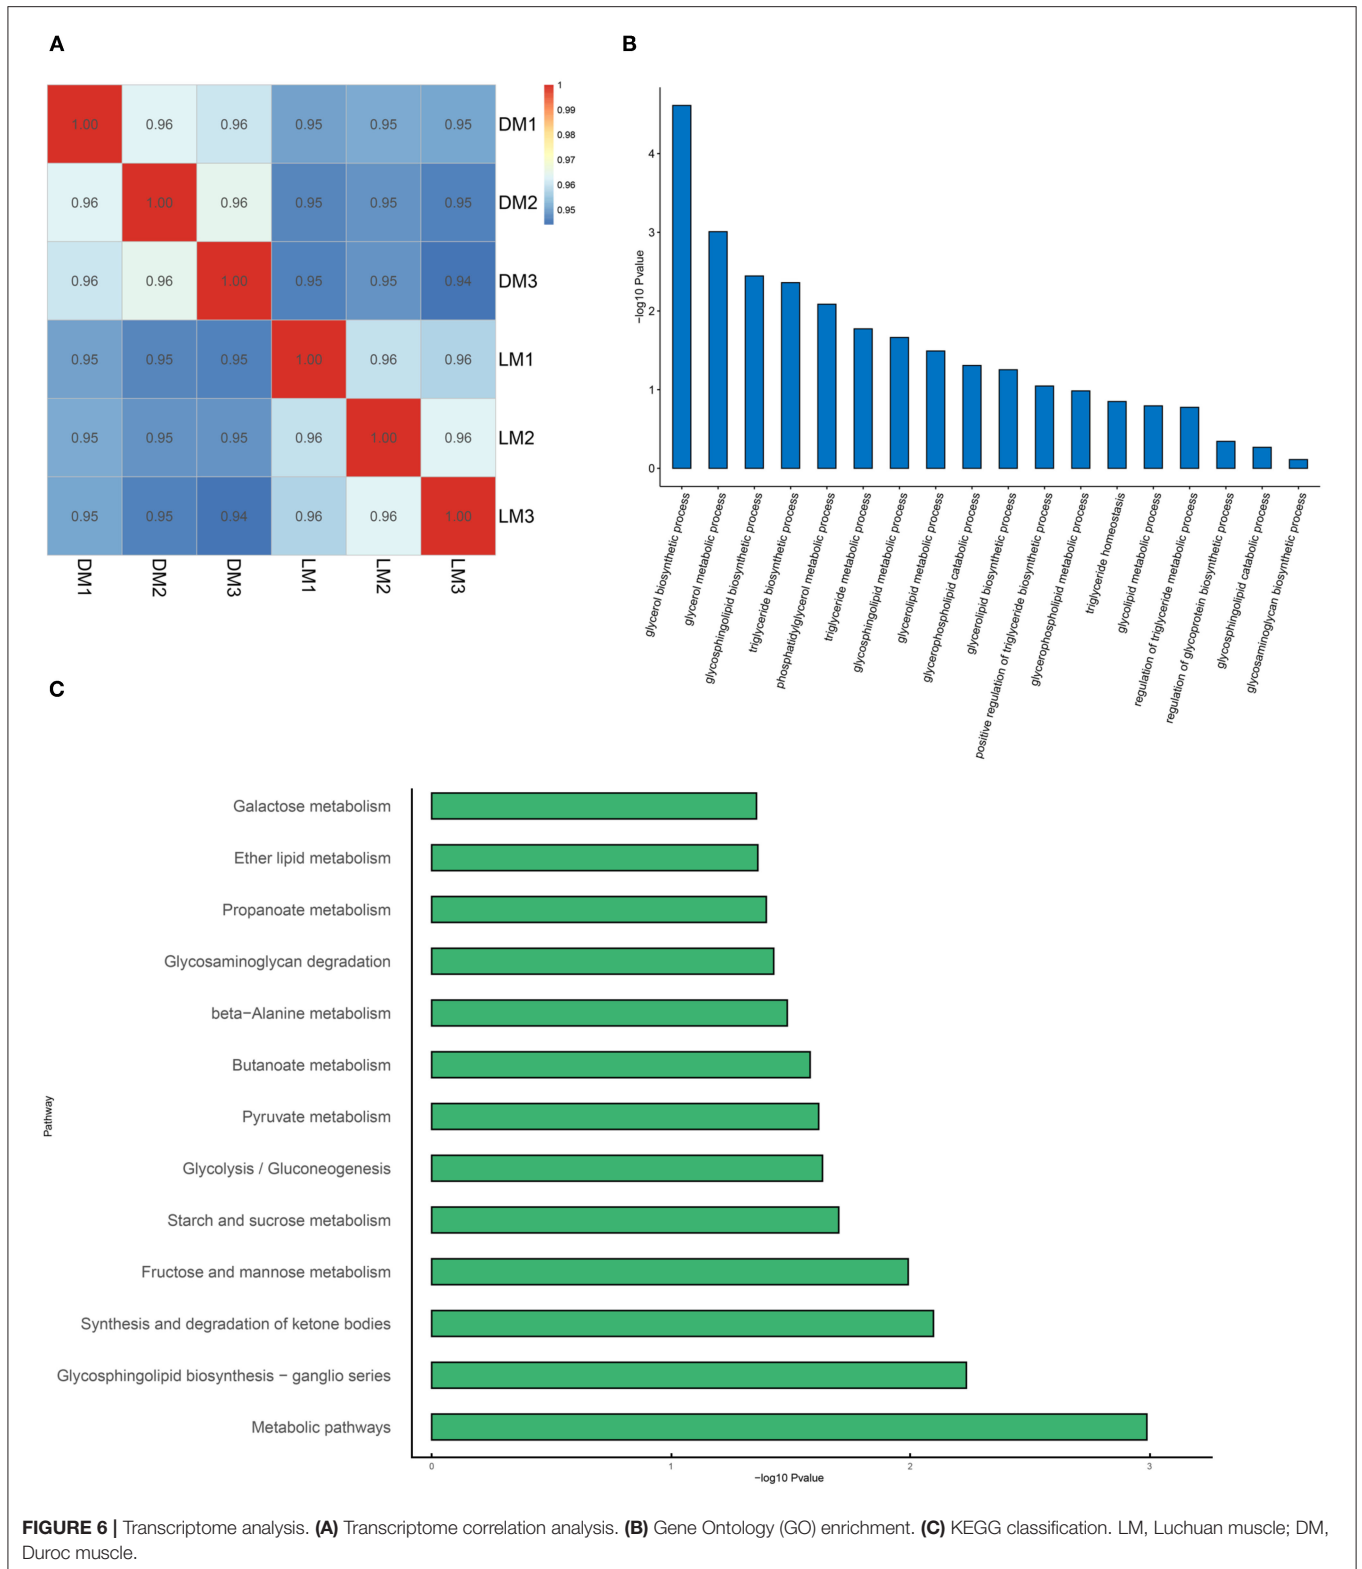 A
1.00 0.96 0.96 0.95 0.95 0.95 DM1
0.96 1.00 0.96 0.95 0.95 0.95 DM2
0.96 0.96 1.00 0.95 0.95 0.94 DM3
0.95 0.95 0.95 1.00 0.96 0.96 LM1
0.95 0.95 0.95 0.96 1.00 0.96 LM2
0.95 0.95 0.94 0.96 0.96 1.00 LM3
DM1 DM2 DM3 LM1 LM2 LM3
1
0.99
0.98
0.97
0.96
0.95
B
−log10 Pvalue
4
3
2
1
0
glycerol biosynthetic process
glycerol metabolic process
glycosphingolipid biosynthetic process
triglyceride biosynthetic process
phosphatidylglycerol metabolic process
triglyceride metabolic process
glycosphingolipid metabolic process
glycerolipid metabolic process
glycerophospholipid catabolic process
glycerolipid biosynthetic process
positive regulation of triglyceride biosynthetic process
glycerophospholipid metabolic process
triglyceride homeostasis
glycolipid metabolic process
regulation of triglyceride metabolic process
regulation of glycoprotein biosynthetic process
glycosphingolipid catabolic process
glycosaminoglycan biosynthetic process
C
Pathway
Galactose metabolism
Ether lipid metabolism
Propanoate metabolism
Glycosaminoglycan degradation
beta−Alanine metabolism
Butanoate metabolism
Pyruvate metabolism
Glycolysis / Gluconeogenesis
Starch and sucrose metabolism
Fructose and mannose metabolism
Synthesis and degradation of ketone bodies
Glycosphingolipid biosynthesis − ganglio series
Metabolic pathways
0 1 2 3
−log10 Pvalue
FIGURE 6 | Transcriptome analysis. (A) Transcriptome correlation analysis. (B) Gene Ontology (GO) enrichment. (C) KEGG classification. LM, Luchuan muscle; DM,
Duroc muscle.